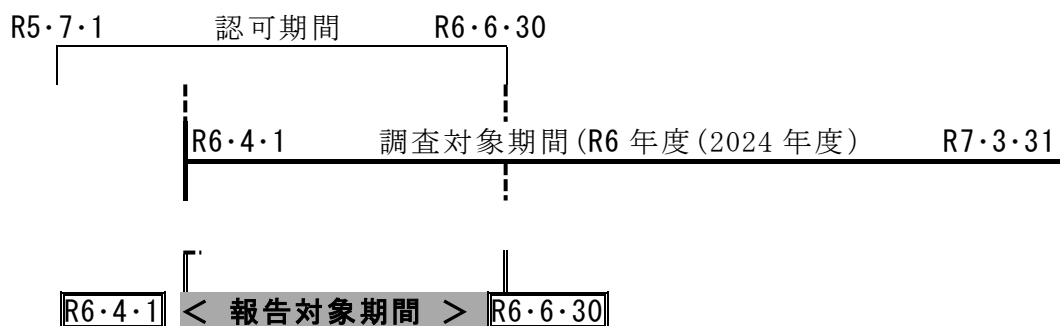 R5・7・1 認可期間 R6・6・30
R6・4・1 調査対象期間(R6 年度(2024 年度) R7・3・31
R6・4・1 ＜ 報告対象期間 ＞ R6・6・30